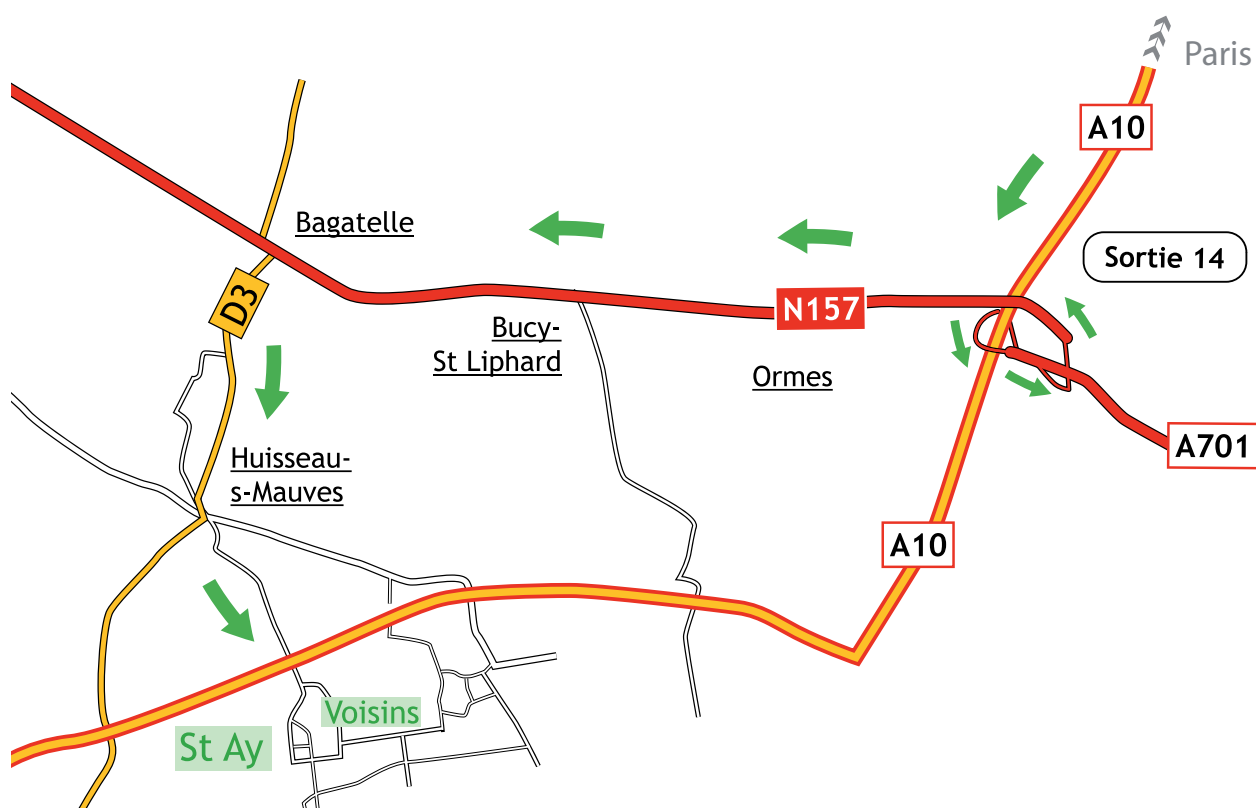 Paris
A10
Bagatelle
Sortie 14
D3
N157
Bucy-
St Liphard
Ormes
A701
Huisseau-
s-Mauves
A10
Voisins
St Ay